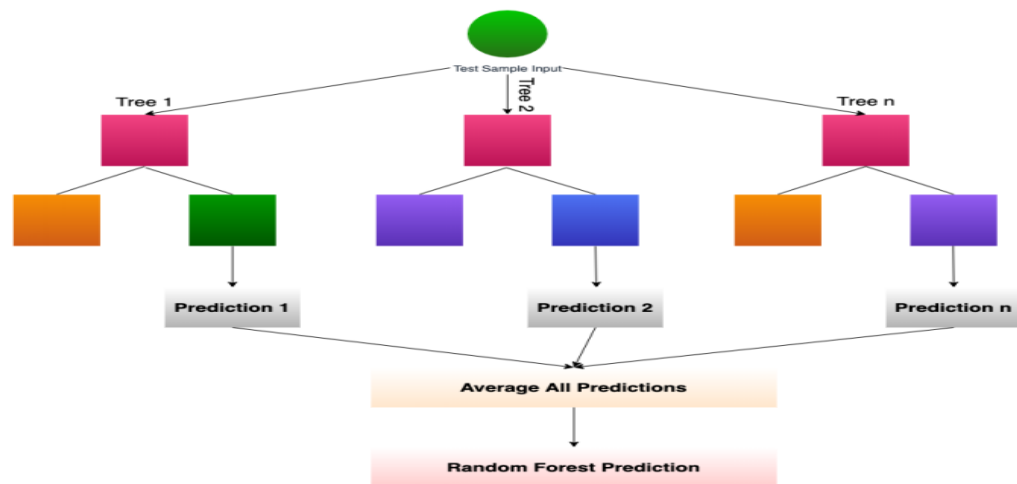 Test Sample Input
Tree 1
Tree 2
Tree n
Prediction 1
Prediction 2
Prediction n
Average All Predictions
Random Forest Prediction